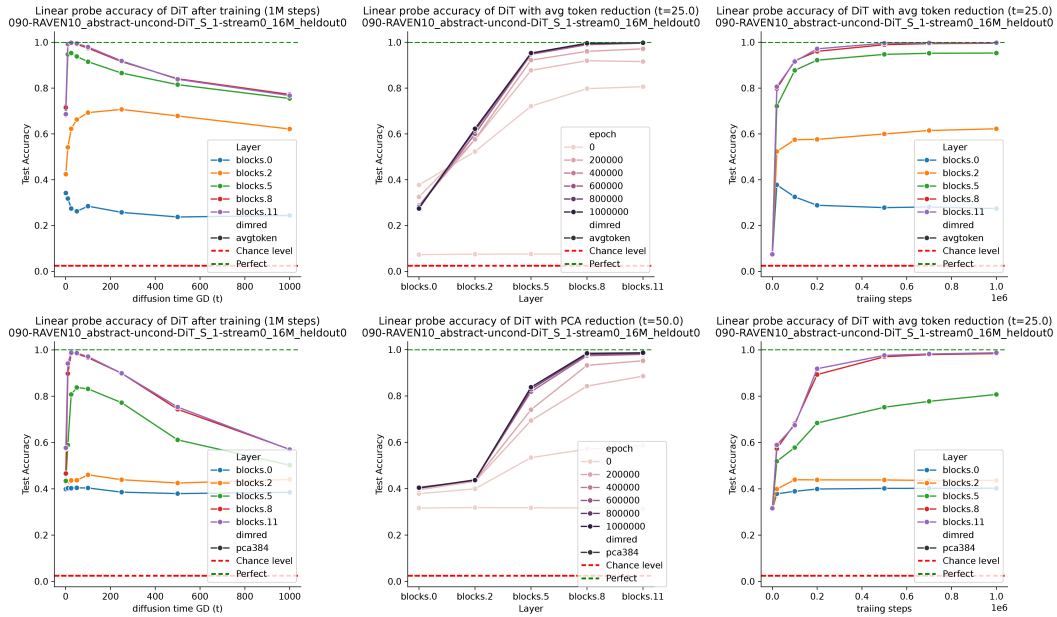 Linear probe accuracy of DiT after training (1M steps)
090-RAVEN10_abstract-uncond-DiT_S_1-stream0_16M_heldout0
Test Accuracy
1.0
0.8
0.6
0.4
0.2
0.0
Layer
blocks.0
blocks.2
blocks.5
blocks.8
blocks.11
dimred
avgtoken
Chance level
Perfect
0
200
400
600
800
1000
diffusion time GD (t)
Linear probe accuracy of DiT with avg token reduction (t=25.0)
090-RAVEN10_abstract-uncond-DiT_S_1-stream0_16M_heldout0
Test Accuracy
1.0
0.8
0.6
0.4
0.2
0.0
epoch
0
200000
400000
600000
800000
1000000
dimred
avgtoken
Chance level
Perfect
blocks.0
blocks.2
blocks.5
blocks.8
blocks.11
Layer
Linear probe accuracy of DiT with avg token reduction (t=25.0)
090-RAVEN10_abstract-uncond-DiT_S_1-stream0_16M_heldout0
Test Accuracy
1.0
0.8
0.6
0.4
0.2
0.0
Layer
blocks.0
blocks.2
blocks.5
blocks.8
blocks.11
dimred
avgtoken
Chance level
Perfect
0.0
0.2
0.4
0.6
0.8
1.0
1e6
traiing steps
Linear probe accuracy of DiT after training (1M steps)
090-RAVEN10_abstract-uncond-DiT_S_1-stream0_16M_heldout0
Test Accuracy
1.0
0.8
0.6
0.4
0.2
0.0
Layer
blocks.0
blocks.2
blocks.5
blocks.8
blocks.11
dimred
pca384
Chance level
Perfect
0
200
400
600
800
1000
diffusion time GD (t)
Linear probe accuracy of DiT with PCA reduction (t=50.0)
090-RAVEN10_abstract-uncond-DiT_S_1-stream0_16M_heldout0
Test Accuracy
1.0
0.8
0.6
0.4
0.2
0.0
epoch
0
200000
400000
600000
800000
1000000
dimred
pca384
Chance level
Perfect
blocks.0
blocks.2
blocks.5
blocks.8
blocks.11
Layer
Linear probe accuracy of DiT with avg token reduction (t=25.0)
090-RAVEN10_abstract-uncond-DiT_S_1-stream0_16M_heldout0
Test Accuracy
1.0
0.8
0.6
0.4
0.2
0.0
Layer
blocks.0
blocks.2
blocks.5
blocks.8
blocks.11
dimred
pca384
Chance level
Perfect
0.0
0.2
0.4
0.6
0.8
1.0
1e6
traiing steps